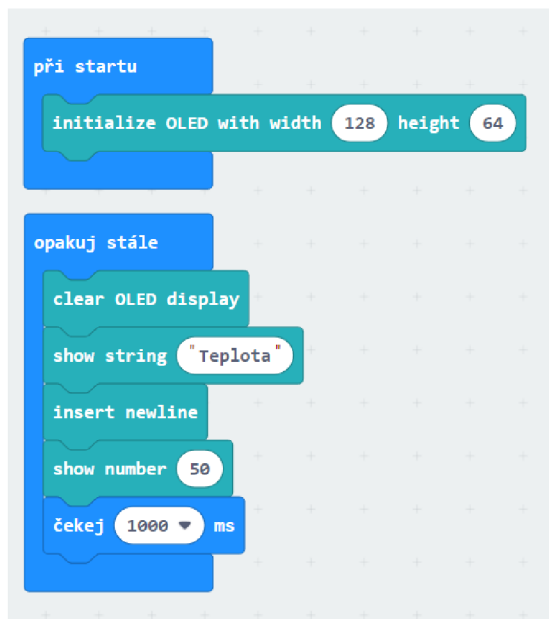 při startu
initialize OLED with width 128 height 64
opakuj stále
clear OLED display
show string "Teplota"
insert newline
show number 50
čekej 1000 ms